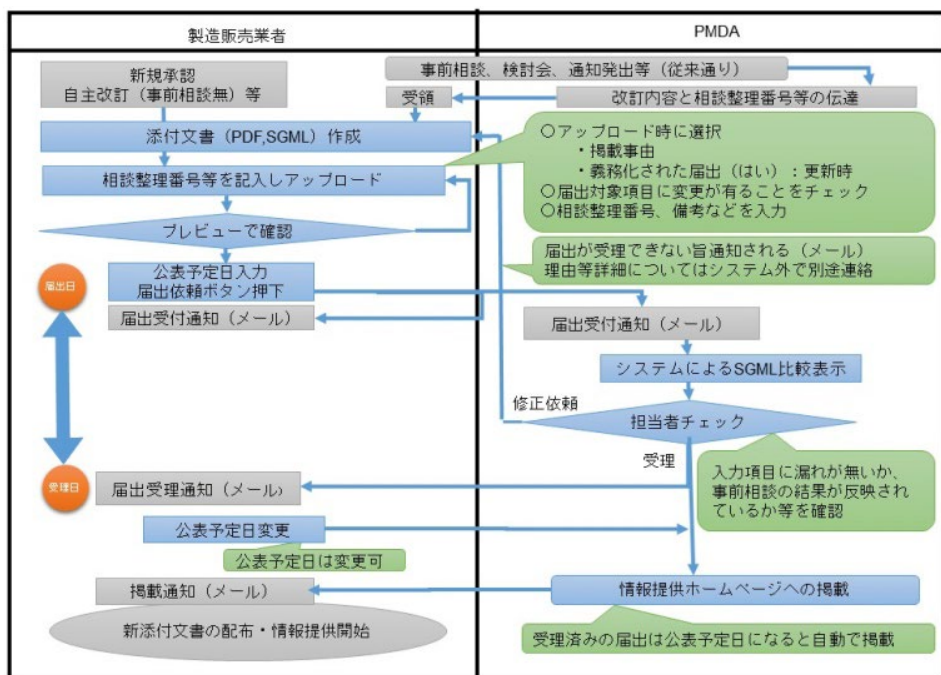 製造販売業者
PMDA
新規承認
自主改訂（事前相談無）等
事前相談、検討会、通知発出等（従来通り）
受領
改訂内容と相談整理番号等の伝達
添付文書（PDF,SGML）作成
○アップロード時に選択
・掲載事由
・義務化された届出（はい）：更新時
○届出対象項目に変更が有ることをチェック
○相談整理番号、備考などを入力
相談整理番号等を記入しアップロード
プレビューで確認
届出が受理できない旨通知される（メール）
理由等詳細についてはシステム外で別途連絡
届出日
公表予定日入力
届出依頼ボタン押下
届出受付通知（メール）
届出受付通知（メール）
システムによるSGML比較表示
修正依頼
担当者チェック
受理
入力項目に漏れが無いか、
事前相談の結果が反映され
ているか等を確認
受理日
届出受理通知（メール）
公表予定日変更
公表予定日は変更可
掲載通知（メール）
情報提供ホームページへの掲載
新添付文書の配布・情報提供開始
受理済みの届出は公表予定日になると自動で掲載